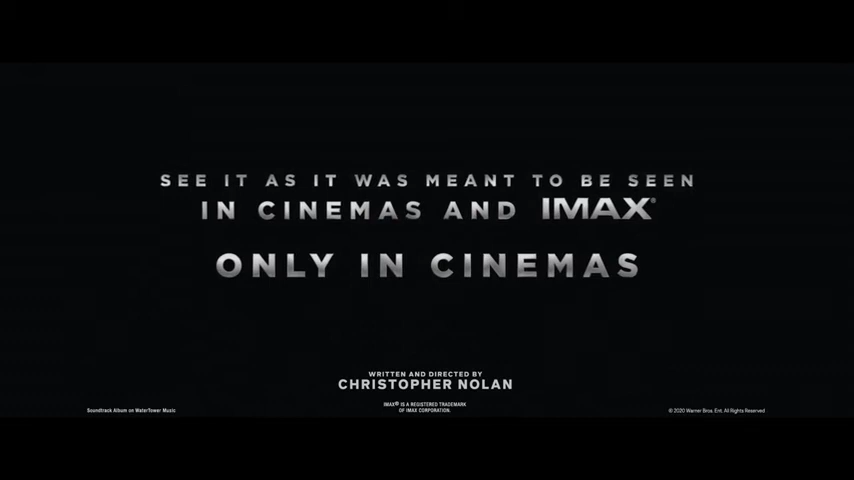 SEE IT AS IT WAS MEANT TO BE SEEN
IN CINEMAS AND IMAX®
ONLY IN CINEMAS
WRITTEN AND DIRECTED BY
CHRISTOPHER NOLAN
IMAX® IS A REGISTERED TRADEMARK
OF IMAX CORPORATION.
Soundtrack Album on WaterTower Music
© 2020 Warner Bros. Ent. All Rights Reserved